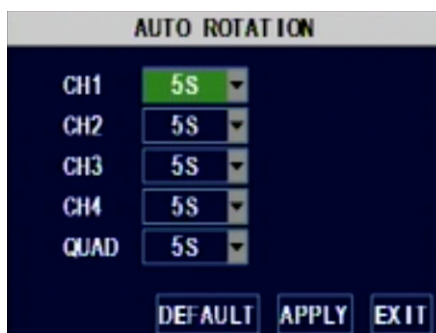 AUTO ROTATION
CH1 5S
CH2 5S
CH3 5S
CH4 5S
QUAD 5S
DEFAULT APPLY EXIT